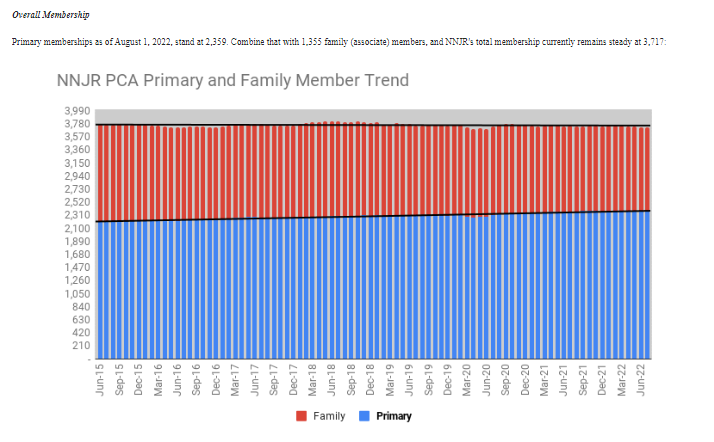 Overall Membership
Primary memberships as of August 1, 2022, stand at 2,359. Combine that with 1,355 family (associate) members, and NNJR's total membership currently remains steady at 3,717:
NNJR PCA Primary and Family Member Trend
3,990
3,780
3,570
3,360
3,150
2,940
2,730
2,520
2,310
2,100
1,890
1,680
1,470
1,260
1,050
840
630
420
210
-
Jun-15
Sep-15
Dec-15
Mar-16
Jun-16
Sep-16
Dec-16
Mar-17
Jun-17
Sep-17
Dec-17
Mar-18
Jun-18
Sep-18
Dec-18
Mar-19
Jun-19
Sep-19
Dec-19
Mar-20
Jun-20
Sep-20
Dec-20
Mar-21
Jun-21
Sep-21
Dec-21
Mar-22
Jun-22
Family Primary